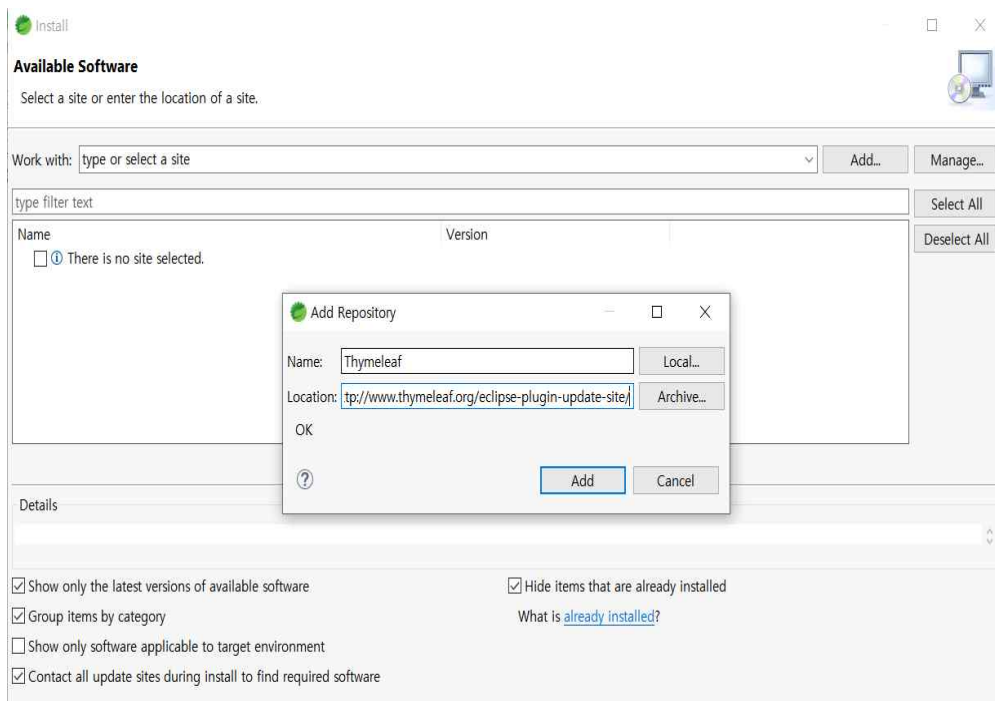 Install
Available Software
Select a site or enter the location of a site.
Work with: type or select a site Add... Manage...
type filter text Select All
Name Version Deselect All
There is no site selected.
Add Repository
Name: Thymeleaf Local...
Location: tp://www.thymeleaf.org/eclipse-plugin-update-site/ Archive...
OK
Add Cancel
Details
Show only the latest versions of available software Hide items that are already installed
Group items by category What is already installed?
Show only software applicable to target environment
Contact all update sites during install to find required software